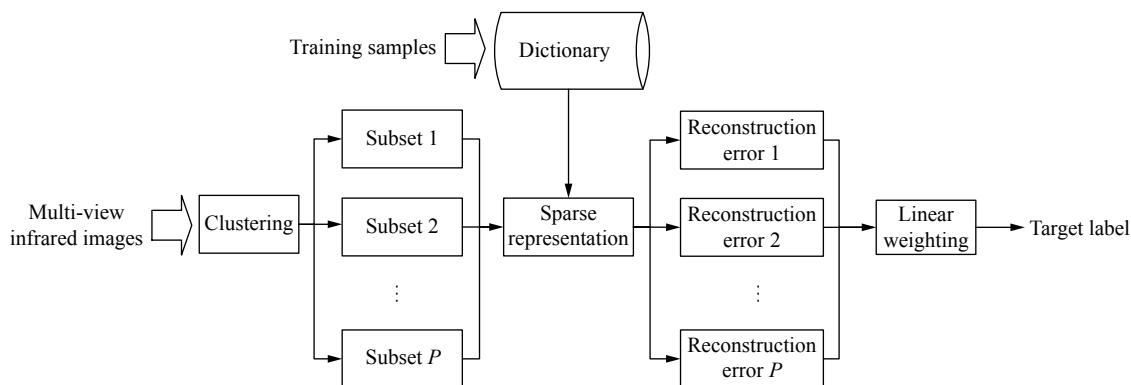 Training samples
Dictionary
Multi-view
infrared images
Clustering
Subset 1
Subset 2
⋮
Subset P
Sparse
representation
Reconstruction
error 1
Reconstruction
error 2
⋮
Reconstruction
error P
Linear
weighting
Target label